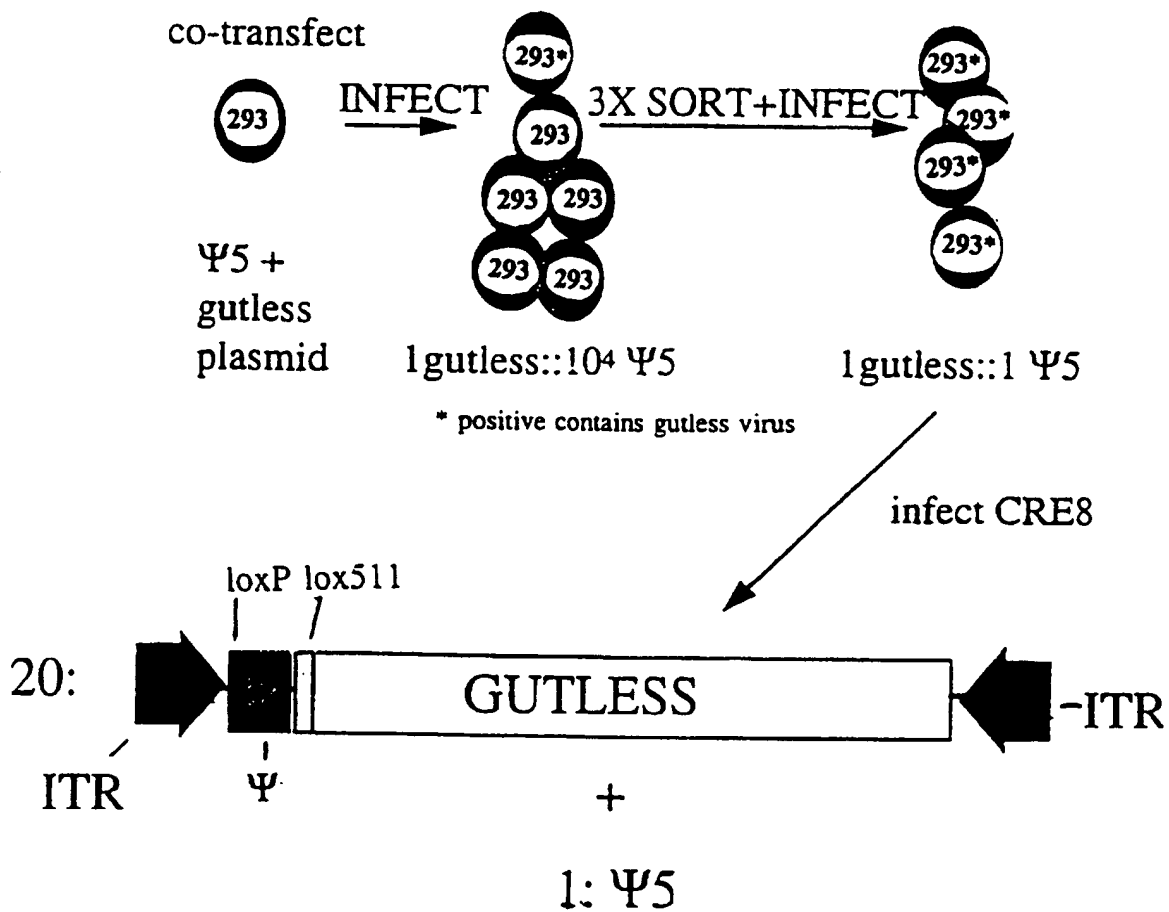 co-transfect
293
INFECT
293*
293
293
293
293
293
3X SORT+INFECT
293*
293*
293*
293*
Ψ5 +
gutless
plasmid
1gutless::10⁴ Ψ5
1gutless::1 Ψ5
* positive contains gutless virus
infect CRE8
loxP lox511
20:
GUTLESS
-ITR
ITR
Ψ
+
1: Ψ5